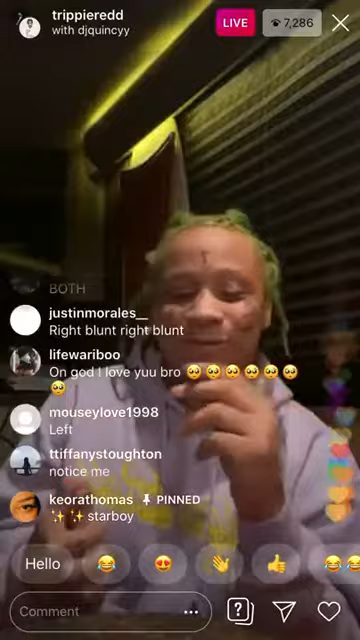 trippieredd
with djquincyy
LIVE
7,286
BOTH
justinmorales__
Right blunt right blunt
lifewariboo
On god I love yuu bro 🥺🥺🥺🥺🥺🥺
🥺
mouseylove1998
Left
ttiffanystoughton
notice me
keorathomas PINNED
✨✨ starboy
Hello 😂 😍 👋 👍 😂😂
Comment